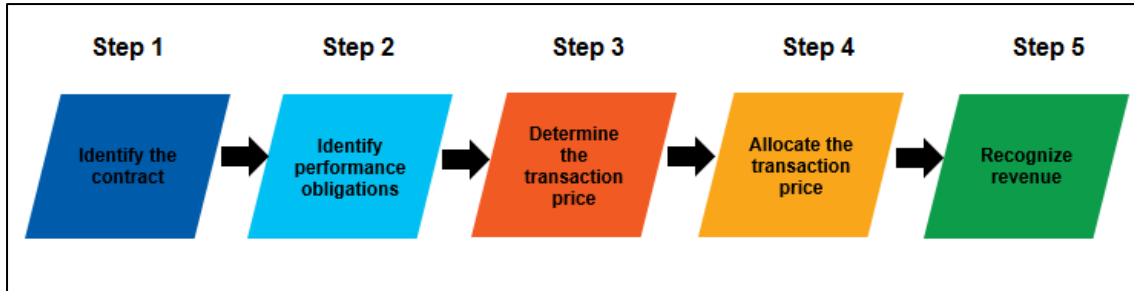 Step 1
Step 2
Step 3
Step 4
Step 5
Identify the
contract
Identify
performance
obligations
Determine
the
transaction
price
Allocate the
transaction
price
Recognize
revenue